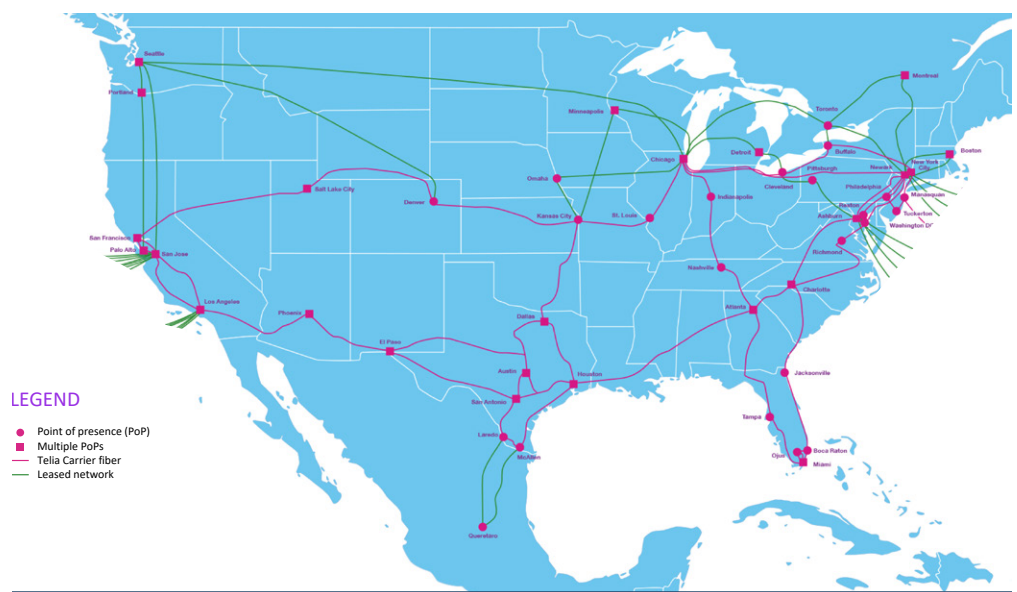 Seattle
Portland
Montreal
Minneapolis
Toronto
Buffalo
Boston
New York
City
Newark
Detroit
Pittsburgh
Chicago
Cleveland
Philadelphia
Manasquan
Salt Lake City
Omaha
Denver
Indianapolis
Reston
Ashburn
Tuckerton
Washington D
Kansas City
St. Louis
San Francisco
Palo Alto
San Jose
Richmond
Nashville
Charlotte
Los Angeles
Phoenix
Atlanta
Dallas
El Paso
Austin
Houston
Jacksonville
San Antonio
Tampa
Laredo
McAllen
Boca Raton
Ojus
Miami
Queretaro
LEGEND
Point of presence (PoP)
Multiple PoPs
Telia Carrier fiber
Leased network